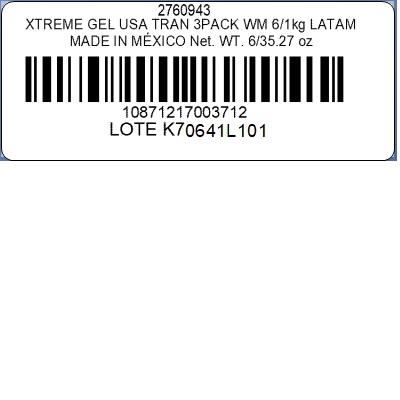 2760943
XTREME GEL USA TRAN 3PACK WM 6/1kg LATAM
MADE IN MÉXICO Net. WT. 6/35.27 oz
10871217003712
LOTE K70641L101